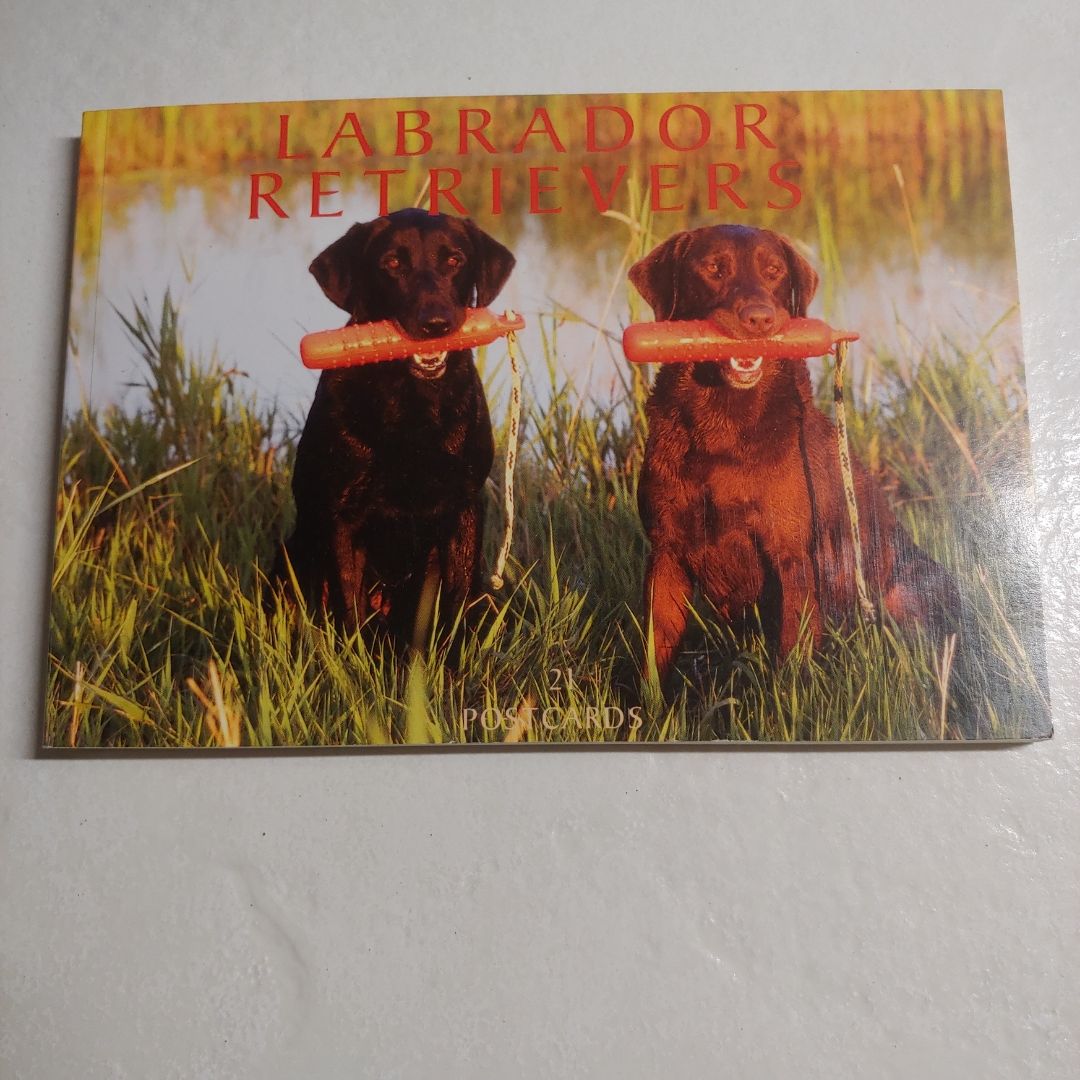 LABRADOR
RETRIEVERS
21
POSTCARDS